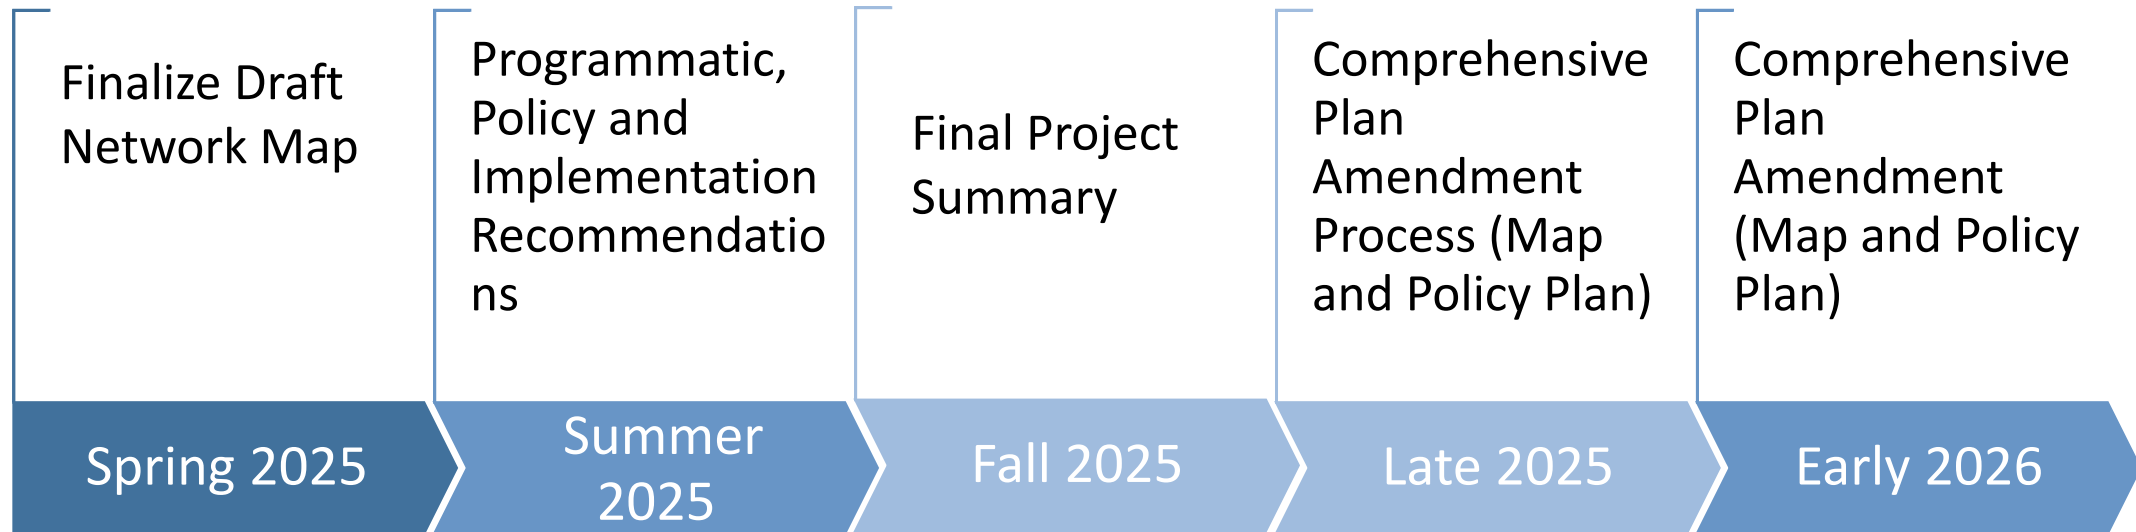 Finalize Draft
Network Map
Programmatic,
Policy and
Implementation
Recommendatio
ns
Final Project
Summary
Comprehensive
Plan
Amendment
Process (Map
and Policy Plan)
Comprehensive
Plan
Amendment
(Map and Policy
Plan)
Spring 2025
Summer
2025
Fall 2025
Late 2025
Early 2026